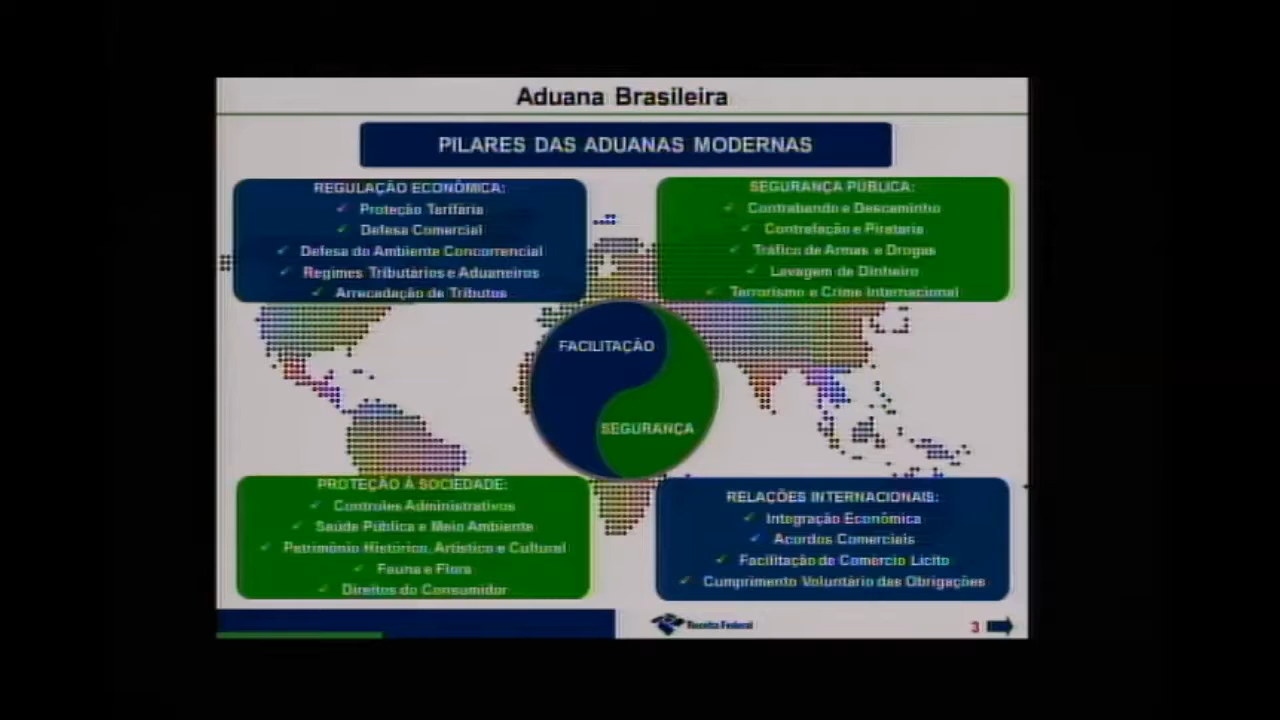 Aduana Brasileira
PILARES DAS ADUANAS MODERNAS
REGULAÇÃO ECONÔMICA:
✓ Proteção Tarifária
✓ Defesa Comercial
✓ Defesa do Ambiente Concorrencial
✓ Regimes Tributários e Aduaneiros
✓ Arrecadação de Tributos
SEGURANÇA PÚBLICA:
✓ Contrabando e Descaminho
✓ Contrafação e Pirataria
✓ Tráfico de Armas e Drogas
✓ Lavagem de Dinheiro
✓ Terrorismo e Crime Internacional
FACILITAÇÃO
SEGURANÇA
PROTEÇÃO À SOCIEDADE:
✓ Controles Administrativos
✓ Saúde Pública e Meio Ambiente
✓ Patrimônio Histórico, Artístico e Cultural
✓ Fauna e Flora
✓ Direitos do Consumidor
RELAÇÕES INTERNACIONAIS:
✓ Integração Econômica
✓ Acordos Comerciais
✓ Facilitação do Comércio Lícito
✓ Cumprimento Voluntário das Obrigações
Receita Federal
3